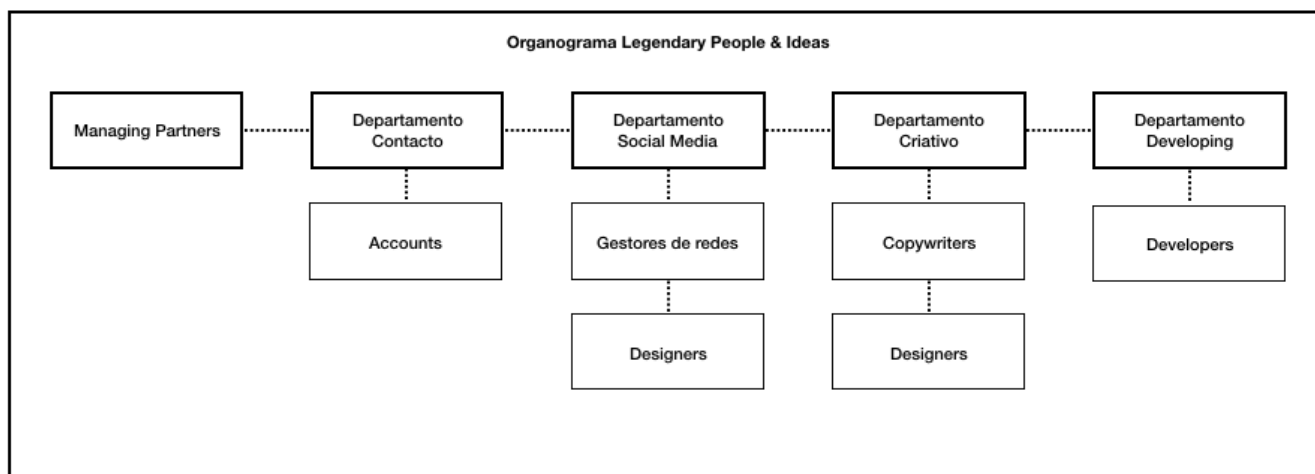 Organograma Legendary People & Ideas
Managing Partners
Departamento
Contacto
Departamento
Social Media
Departamento
Criativo
Departamento
Developing
Accounts
Gestores de redes
Copywriters
Developers
Designers
Designers